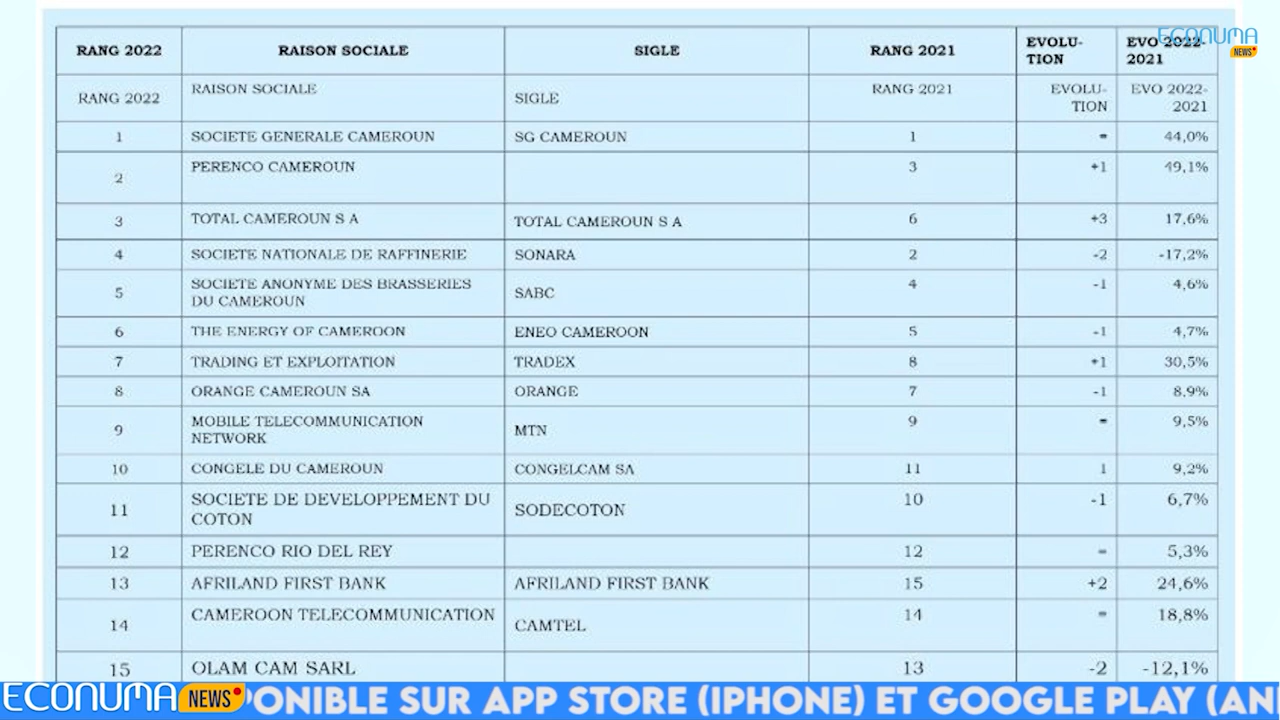 RANG 2022 RAISON SOCIALE SIGLE RANG 2021 EVOLU- EVO 2022-
TION 2021
ECONUMA
NEWS
RANG 2022 RAISON SOCIALE SIGLE RANG 2021 EVOLU- EVO 2022-
TION 2021
1 SOCIETE GENERALE CAMEROUN SG CAMEROUN 1 = 44,0%
2 PERENCO CAMEROUN 3 +1 49,1%
3 TOTAL CAMEROUN S A TOTAL CAMEROUN S A 6 +3 17,6%
4 SOCIETE NATIONALE DE RAFFINERIE SONARA 2 -2 -17,2%
5 SOCIETE ANONYME DES BRASSERIES SABC 4 -1 4,6%
DU CAMEROUN
6 THE ENERGY OF CAMEROON ENEO CAMEROON 5 -1 4,7%
7 TRADING ET EXPLOITATION TRADEX 8 +1 30,5%
8 ORANGE CAMEROUN SA ORANGE 7 -1 8,9%
9 MOBILE TELECOMMUNICATION MTN 9 = 9,5%
NETWORK
10 CONGELE DU CAMEROUN CONGELCAM SA 11 1 9,2%
11 SOCIETE DE DEVELOPPEMENT DU SODECOTON 10 -1 6,7%
COTON
12 PERENCO RIO DEL REY 12 = 5,3%
13 AFRILAND FIRST BANK AFRILAND FIRST BANK 15 +2 24,6%
14 CAMEROON TELECOMMUNICATION CAMTEL 14 = 18,8%
15 OLAM CAM SARL 13 -2 -12,1%
ECONUMA NEWS PONIBLE SUR APP STORE (IPHONE) ET GOOGLE PLAY (AN